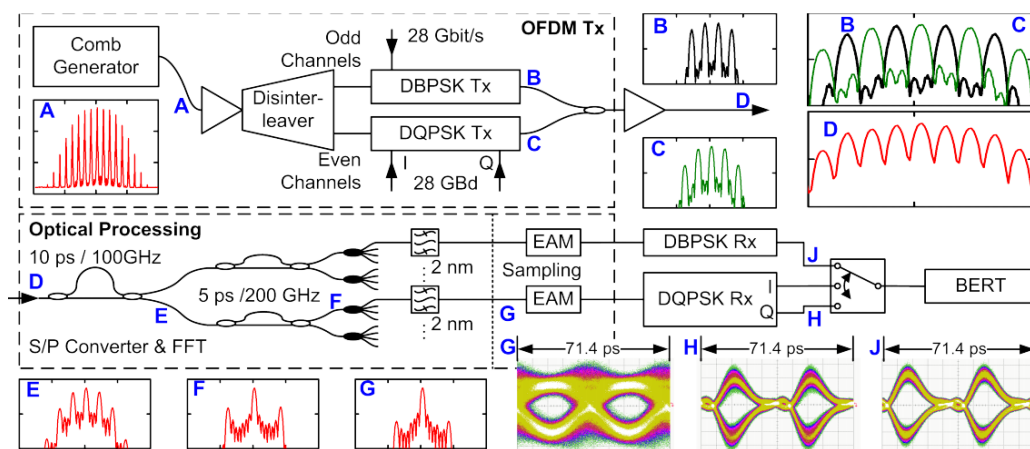 OFDM Tx
Comb
Generator
A
Disinter-
leaver
Odd
Channels
28 Gbit/s
DBPSK Tx
B
DQPSK Tx
C
Even
Channels
I
Q
28 GBd
A
B
C
D
B
C
D
Optical Processing
10 ps / 100GHz
D
E
5 ps /200 GHz
F
2 nm
2 nm
S/P Converter & FFT
EAM
Sampling
EAM
G
DBPSK Rx
DQPSK Rx
I
Q
J
H
BERT
E
F
G
G
71.4 ps
H
71.4 ps
J
71.4 ps